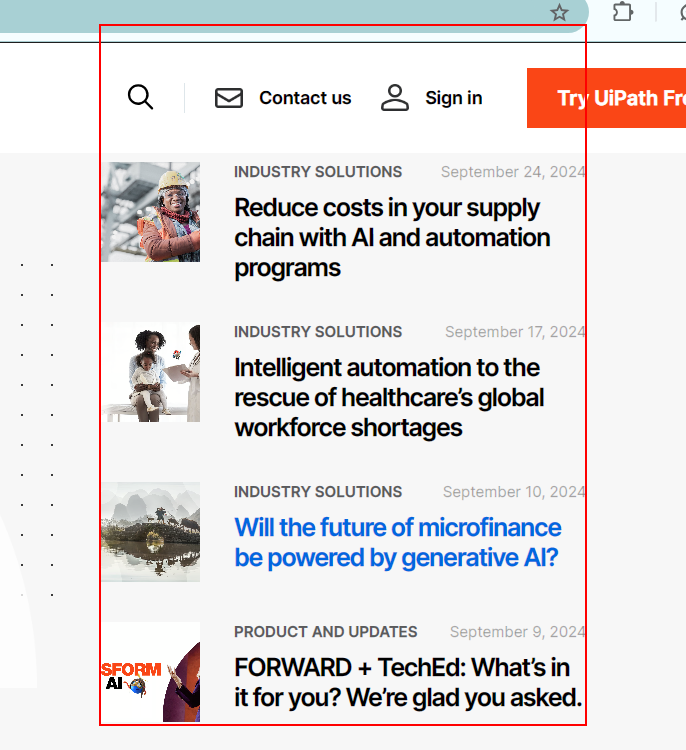 Contact us
Sign in
Try UiPath Fr
INDUSTRY SOLUTIONS September 24, 2024
Reduce costs in your supply
chain with AI and automation
programs
INDUSTRY SOLUTIONS September 17, 2024
Intelligent automation to the
rescue of healthcare’s global
workforce shortages
INDUSTRY SOLUTIONS September 10, 2024
Will the future of microfinance
be powered by generative AI?
PRODUCT AND UPDATES September 9, 2024
SFORM
AI
FORWARD + TechEd: What’s in
it for you? We’re glad you asked.